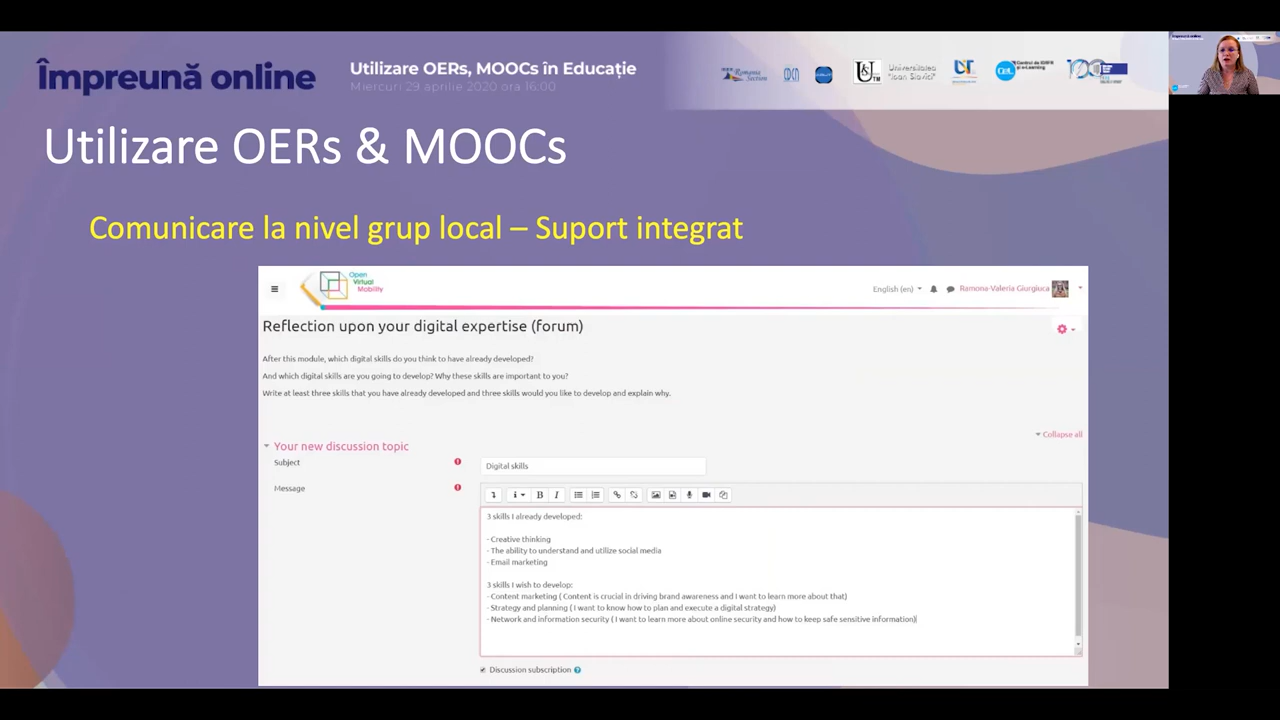 Împreună online
Utilizare OERs, MOOCs în Educație
Miercuri 29 aprilie 2020 ora 16:00
Utilizare OERs & MOOCs
Comunicare la nivel grup local – Suport integrat
Open
Virtual
Mobility
English (en)
Ramona-Valeria Giurgiuca
Reflection upon your digital expertise (forum)
After this module, which digital skills do you think to have already developed?
And which digital skills are you going to develop? Why these skills are important to you?
Write at least three skills that you have already developed and three skills would you like to develop and explain why.
Collapse all
Your new discussion topic
Subject
Digital skills
Message
3 skills I already developed:
- Creative thinking
- The ability to understand and utilize social media
- Email marketing
3 skills I wish to develop:
- Content marketing ( Content is crucial in driving brand awareness and I want to learn more about that)
- Strategy and planning ( I want to know how to plan and execute a digital strategy)
- Network and information security ( I want to learn more about online security and how to keep safe sensitive information)
Discussion subscription